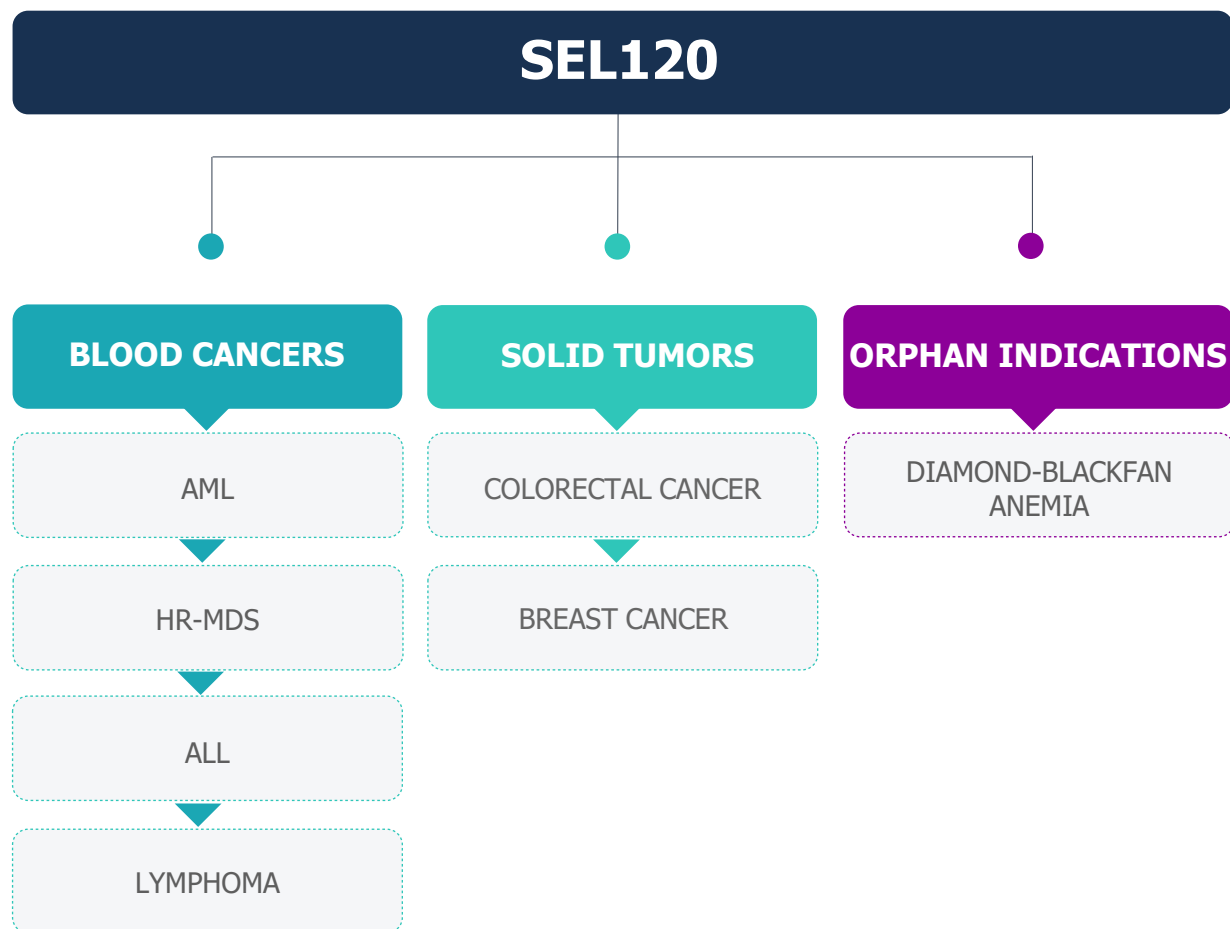 SEL120
BLOOD CANCERS
AML
HR-MDS
ALL
LYMPHOMA
SOLID TUMORS
COLORECTAL CANCER
BREAST CANCER
ORPHAN INDICATIONS
DIAMOND-BLACKFAN
ANEMIA